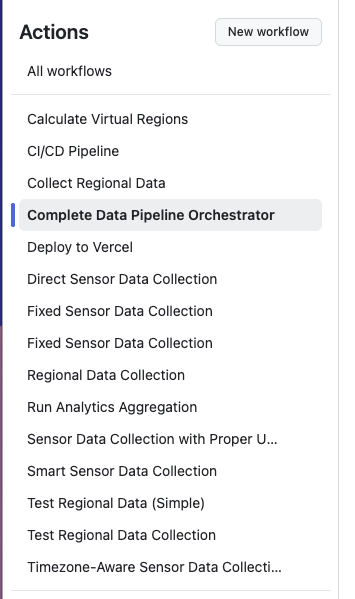 Actions
New workflow
All workflows
Calculate Virtual Regions
CI/CD Pipeline
Collect Regional Data
Complete Data Pipeline Orchestrator
Deploy to Vercel
Direct Sensor Data Collection
Fixed Sensor Data Collection
Fixed Sensor Data Collection
Regional Data Collection
Run Analytics Aggregation
Sensor Data Collection with Proper U...
Smart Sensor Data Collection
Test Regional Data (Simple)
Test Regional Data Collection
Timezone-Aware Sensor Data Collecti...